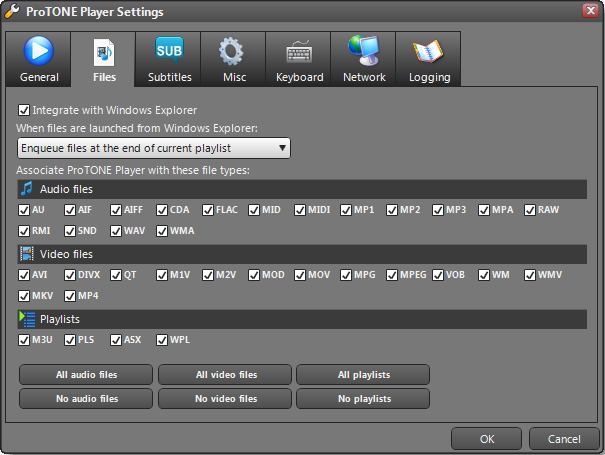 ProTONE Player Settings
General Files SUB Subtitles Misc Keyboard Network Logging
Integrate with Windows Explorer
When files are launched from Windows Explorer:
Enqueue files at the end of current playlist
Associate ProTONE Player with these file types:
Audio files
AU AIF AIFF CDA FLAC MID MIDI MP1 MP2 MP3 MPA RAW
RMI SND WAV WMA
Video files
AVI DIVX QT M1V M2V MOD MOV MPG MPEG VOB WM WMV
MKV MP4
Playlists
M3U PLS ASX WPL
All audio files All video files All playlists
No audio files No video files No playlists
OK Cancel